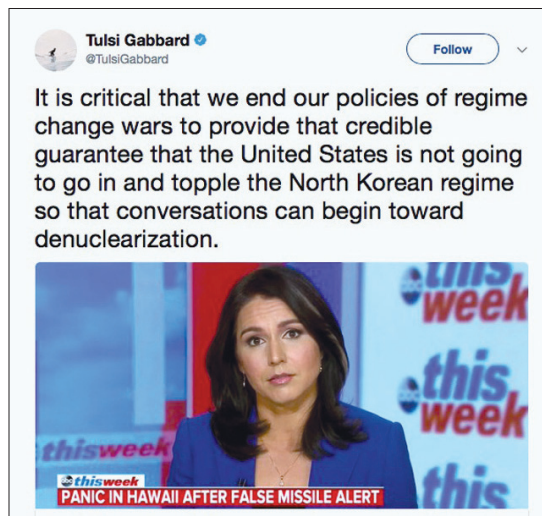 Tulsi Gabbard
@TulsiGabbard
Follow
It is critical that we end our policies of regime
change wars to provide that credible
guarantee that the United States is not going
to go in and topple the North Korean regime
so that conversations can begin toward
denuclearization.
this
week
abc
this
week
this
thisweek
abc thisweek
PANIC IN HAWAII AFTER FALSE MISSILE ALERT